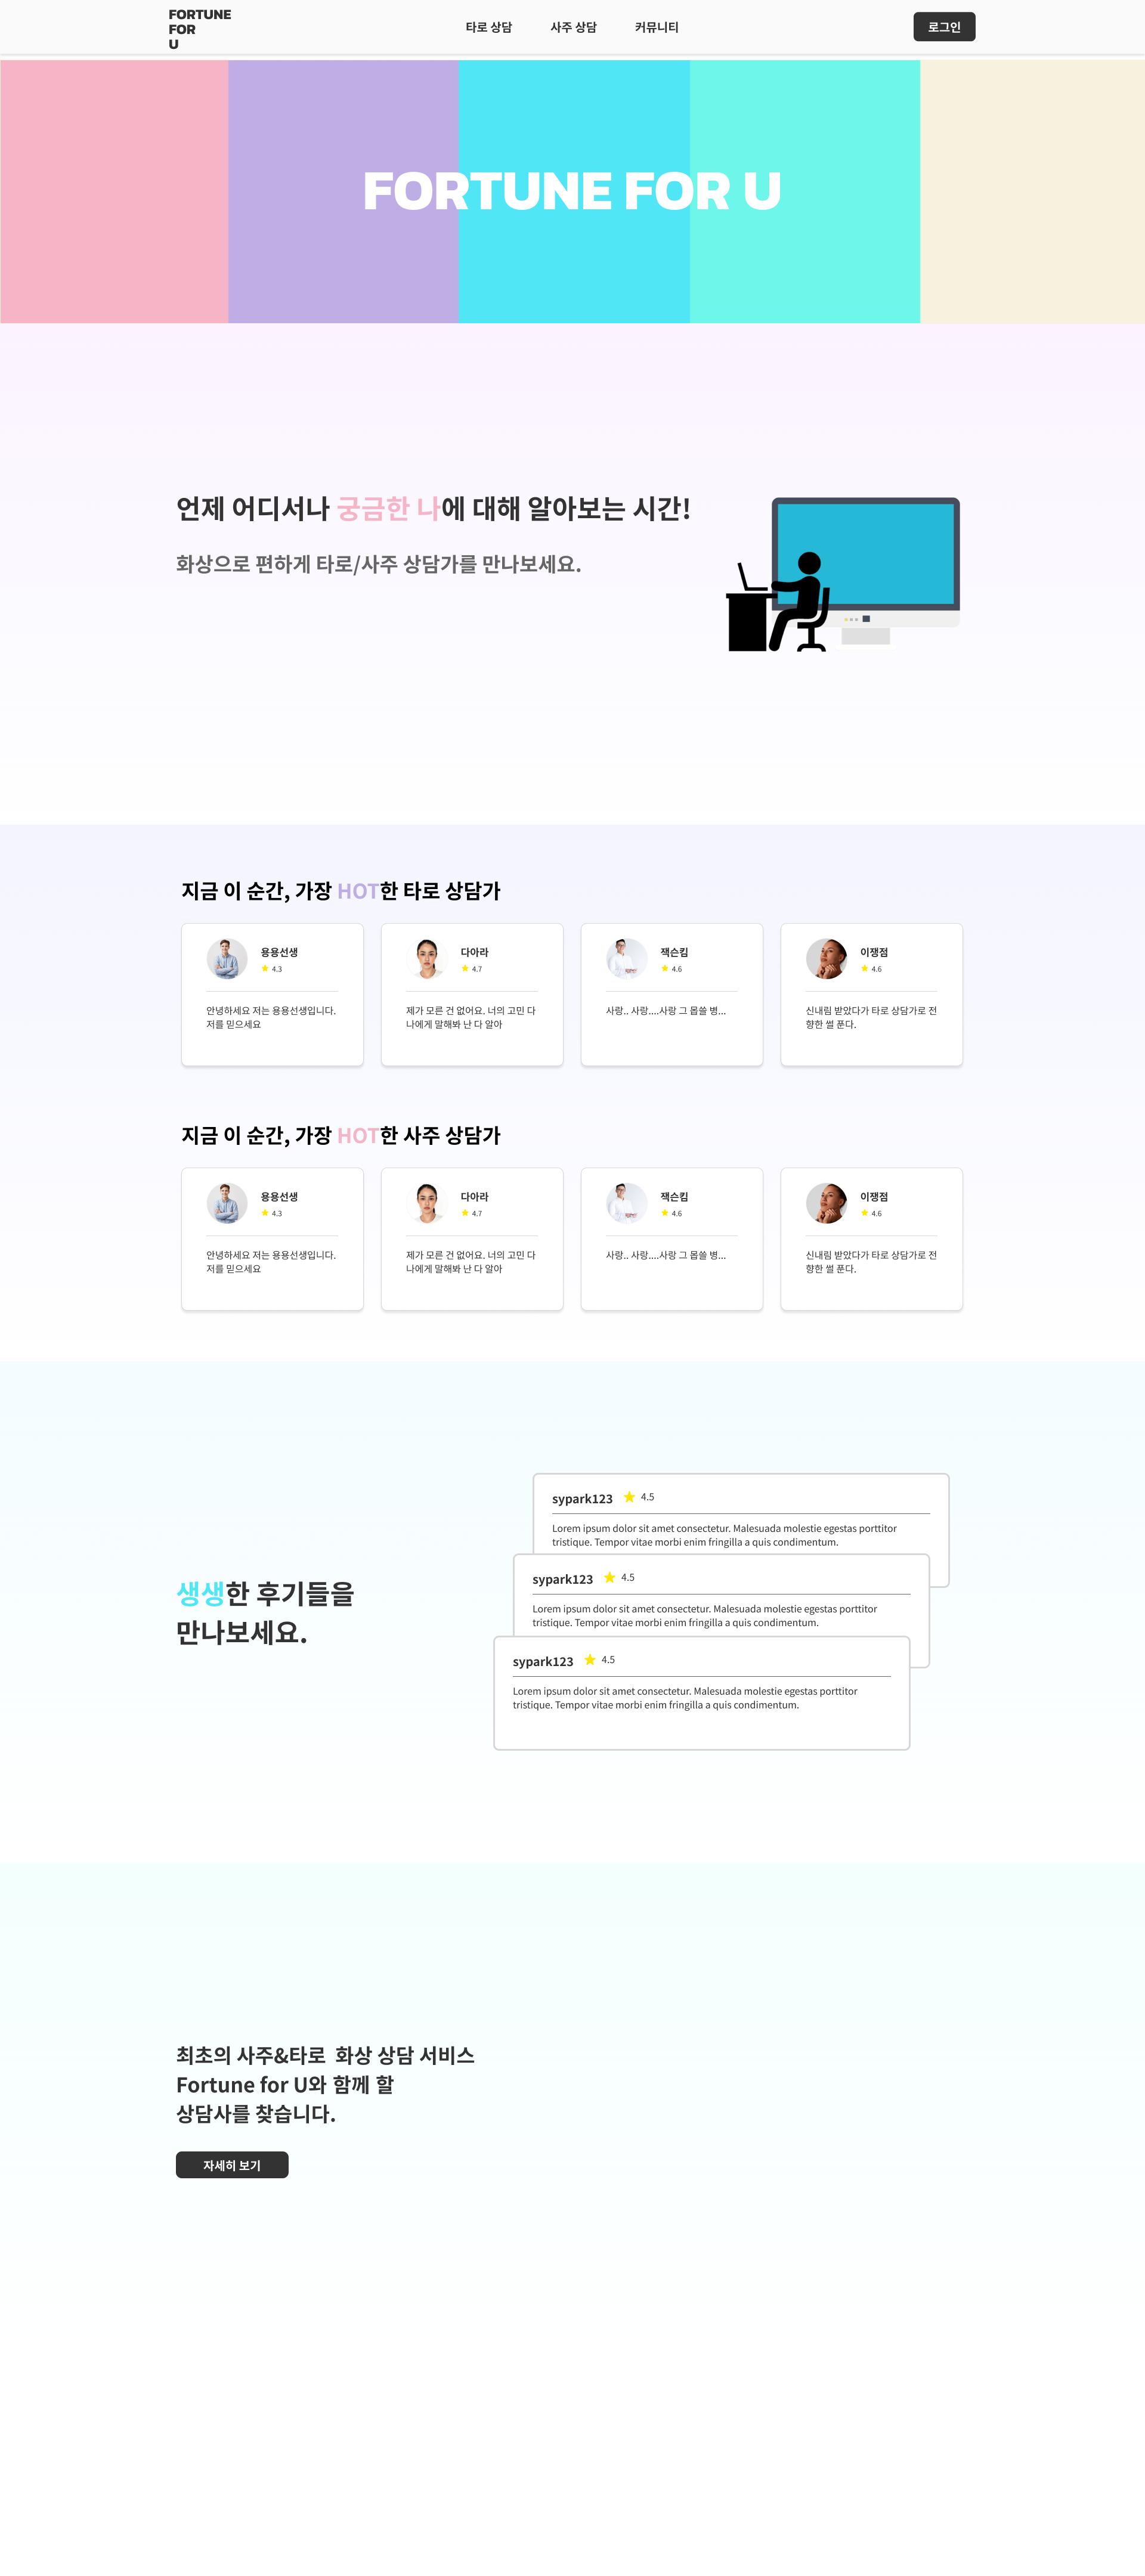 FORTUNE
FOR
U
타로 상담
사주 상담
커뮤니티
로그인
FORTUNE FOR U
언제 어디서나 궁금한 나에 대해 알아보는 시간!
화상으로 편하게 타로/사주 상담가를 만나보세요.
지금 이 순간, 가장 HOT한 타로 상담가
용용선생
4.3
안녕하세요 저는 용용선생입니다.
저를 믿으세요
다아라
4.7
제가 모른 건 없어요. 너의 고민 다
나에게 말해봐 난 다 알아
잭슨킴
4.6
사랑.. 사랑....사랑 그 몹쓸 병...
이쟁점
4.6
신내림 받았다가 타로 상담가로 전
향한 썰 푼다.
지금 이 순간, 가장 HOT한 사주 상담가
용용선생
4.3
안녕하세요 저는 용용선생입니다.
저를 믿으세요
다아라
4.7
제가 모른 건 없어요. 너의 고민 다
나에게 말해봐 난 다 알아
잭슨킴
4.6
사랑.. 사랑....사랑 그 몹쓸 병...
이쟁점
4.6
신내림 받았다가 타로 상담가로 전
향한 썰 푼다.
생생한 후기들을
만나보세요.
sypark123
4.5
Lorem ipsum dolor sit amet consectetur. Malesuada molestie egestas porttitor
tristique. Tempor vitae morbi enim fringilla a quis condimentum.
sypark123
4.5
Lorem ipsum dolor sit amet consectetur. Malesuada molestie egestas porttitor
tristique. Tempor vitae morbi enim fringilla a quis condimentum.
sypark123
4.5
Lorem ipsum dolor sit amet consectetur. Malesuada molestie egestas porttitor
tristique. Tempor vitae morbi enim fringilla a quis condimentum.
최초의 사주&타로 화상 상담 서비스
Fortune for U와 함께 할
상담사를 찾습니다.
자세히 보기